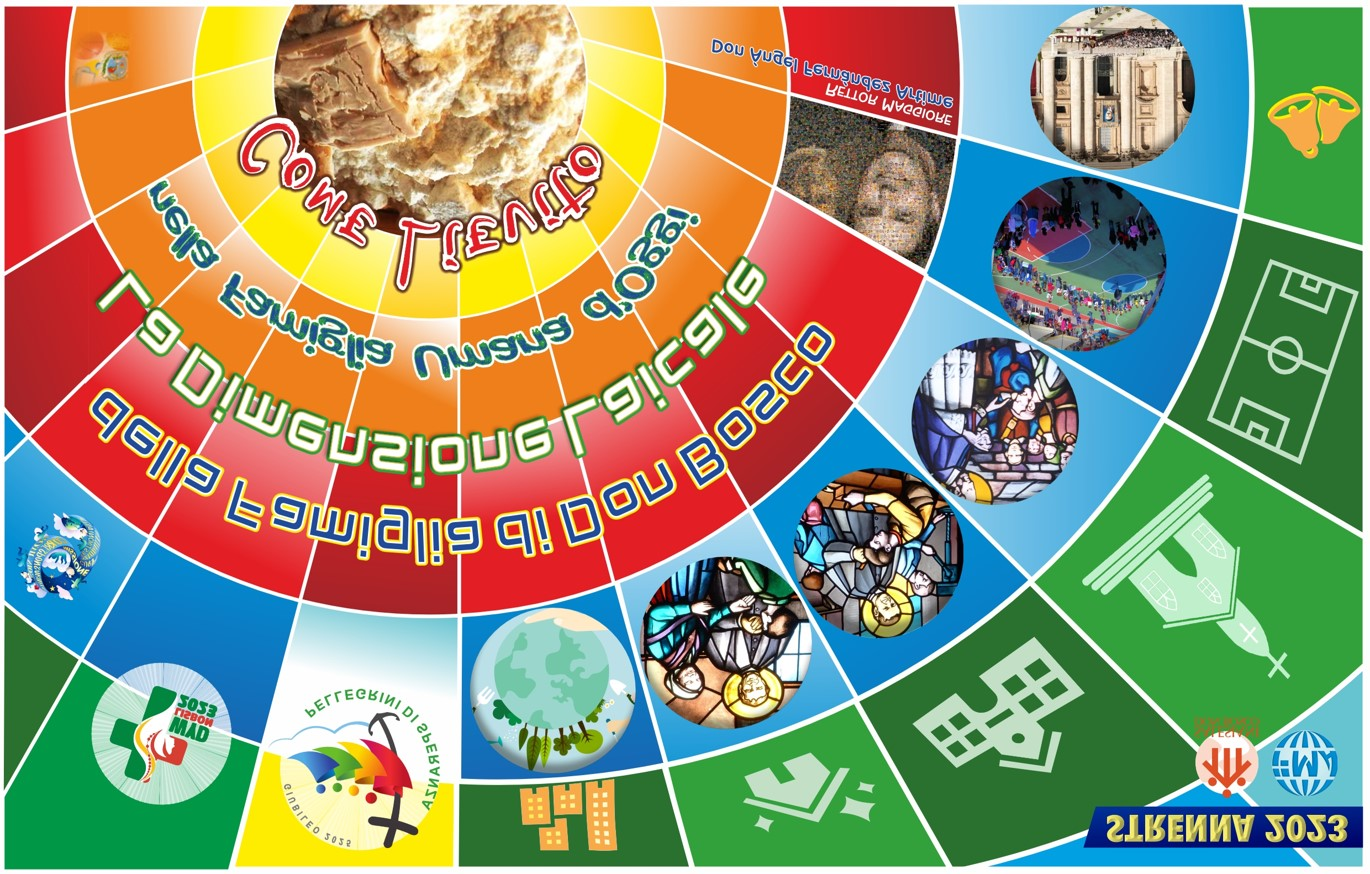 STRENNA 2023
COME LIEVITO
nella Famiglia Umana d'Oggi
La Dimensione Laicale
della Famiglia di Don Bosco
Don Ángel Fernández Artime
RETTOR MAGGIORE
WYD
LISBON
2023
GIUBILEO 2025
PELLEGRINI DI SPERANZA